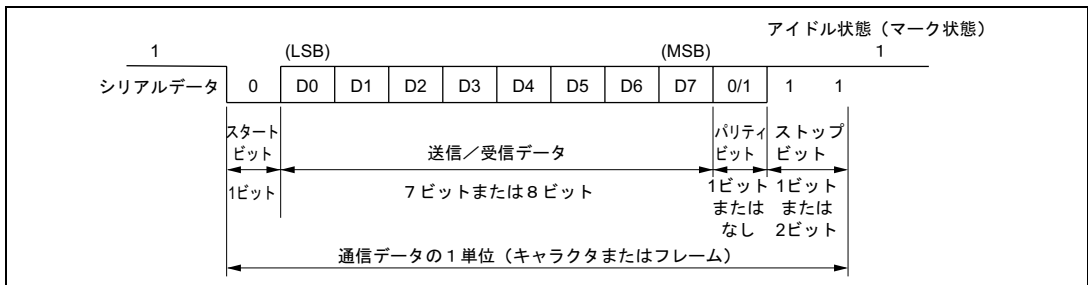 アイドル状態（マーク状態）
1 (LSB) (MSB) 1
シリアルデータ 0 D0 D1 D2 D3 D4 D5 D6 D7 0/1 1 1
スタート
ビット
送信／受信データ
パリティ
ビット
ストップ
ビット
1ビット
７ビットまたは８ビット
1ビット
または
なし
1ビット
または
2ビット
通信データの１単位（キャラクタまたはフレーム）